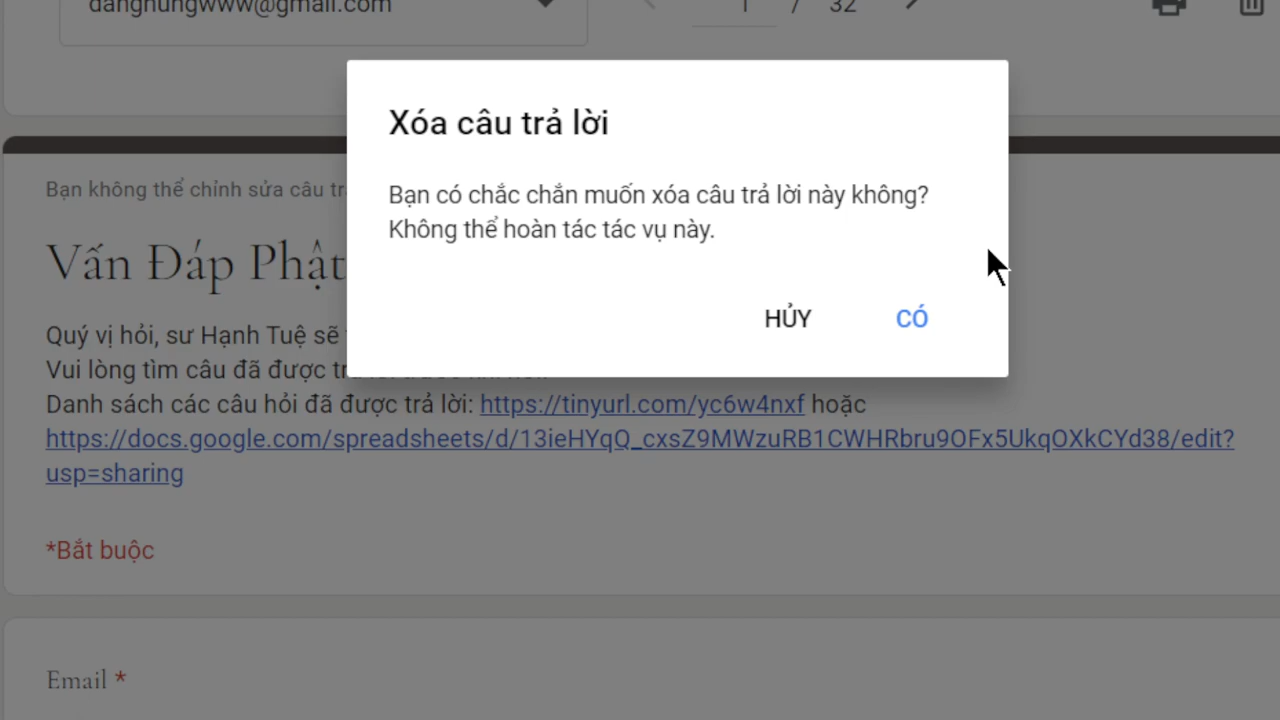 danghungwww@gmail.com
1 / 32
Xóa câu trả lời
Bạn có chắc chắn muốn xóa câu trả lời này không?
Không thể hoàn tác tác vụ này.
HỦY CÓ
Bạn không thể chỉnh sửa câu
Vấn Đáp Phật
Quý vị hỏi, sư Hạnh Tuệ sẽ
Vui lòng tìm câu đã được
Danh sách các câu hỏi đã được trả lời: https://tinyurl.com/yc6w4nxf hoặc
https://docs.google.com/spreadsheets/d/13ieHYqQ_cxsZ9MWzuRB1CWHRbru9OFx5UkqOXkCYd38/edit?
usp=sharing
*Bắt buộc
Email *